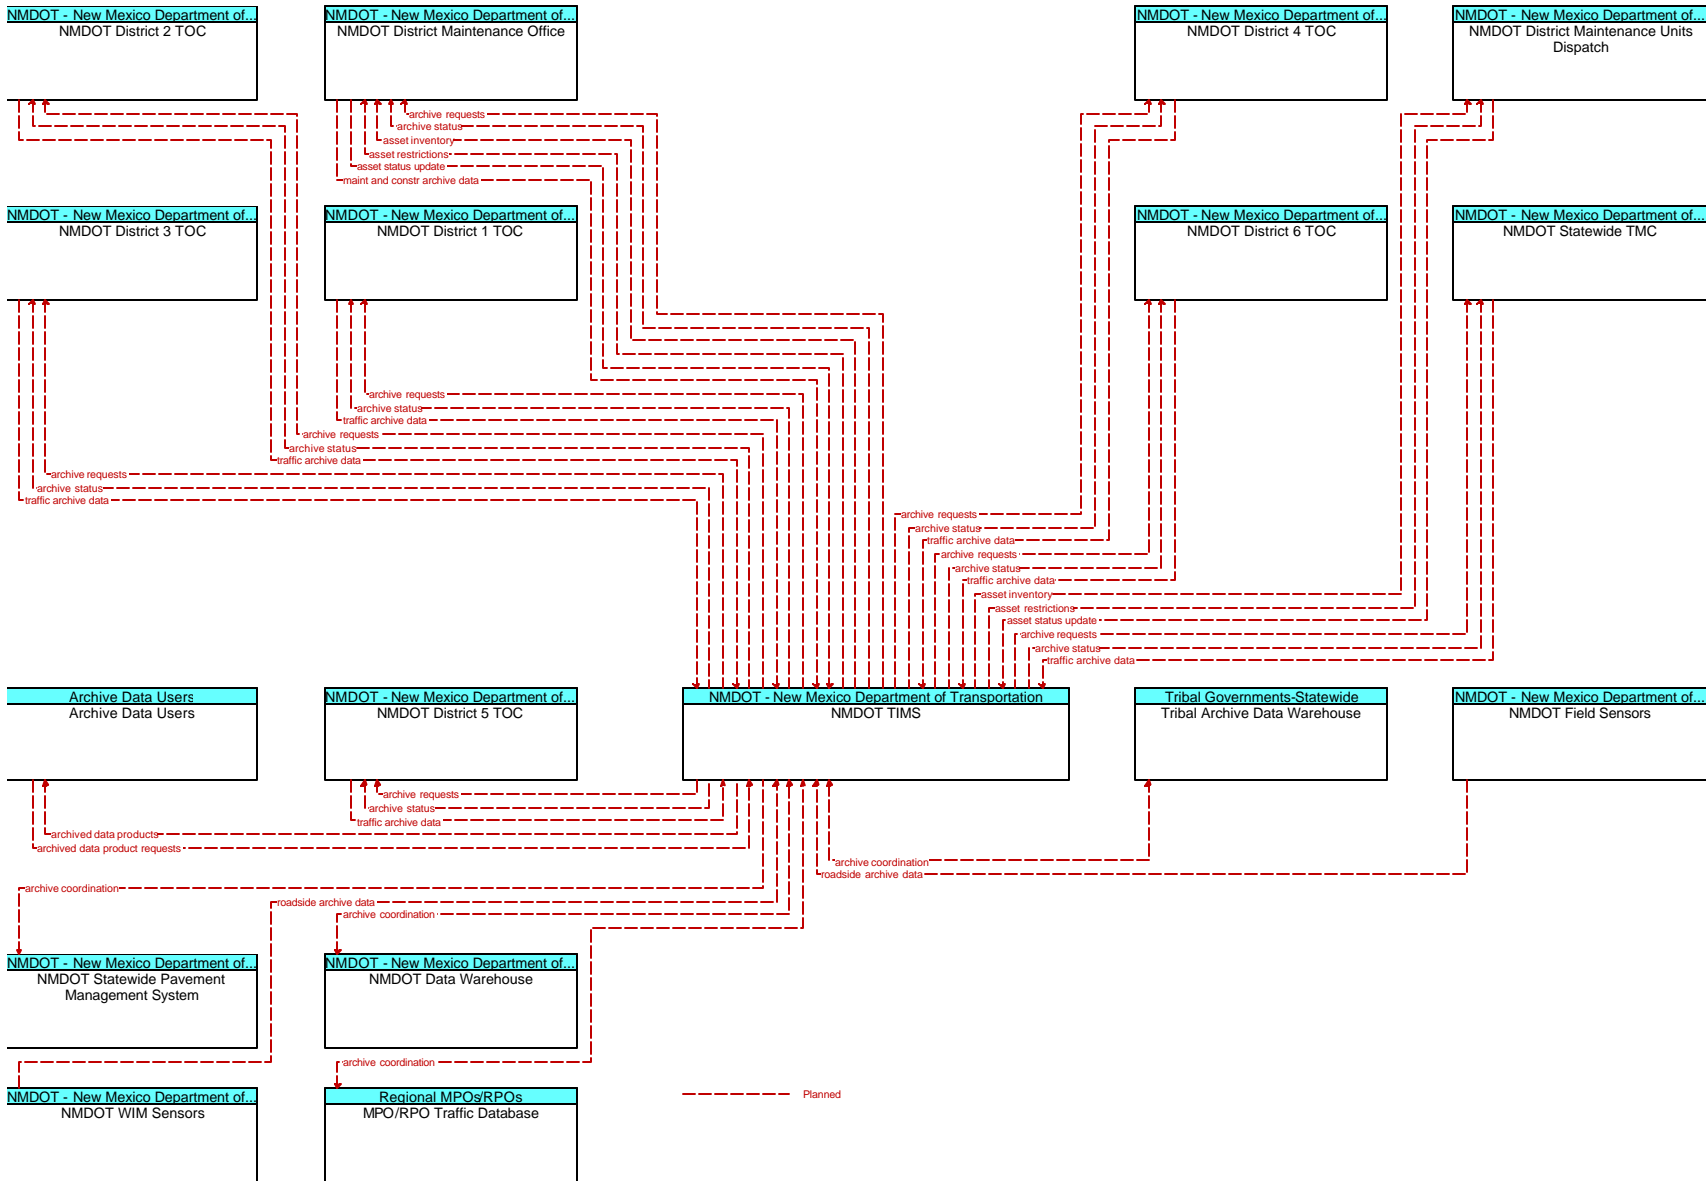 NMDOT - New Mexico Department of...
NMDOT District 2 TOC
NMDOT - New Mexico Department of...
NMDOT District Maintenance Office
NMDOT - New Mexico Department of...
NMDOT District 4 TOC
NMDOT - New Mexico Department of...
NMDOT District Maintenance Units
Dispatch
archive requests
archive status
asset inventory
asset restrictions
asset status update
maint and constr archive data
NMDOT - New Mexico Department of...
NMDOT District 3 TOC
NMDOT - New Mexico Department of...
NMDOT District 1 TOC
NMDOT - New Mexico Department of...
NMDOT District 6 TOC
NMDOT - New Mexico Department of...
NMDOT Statewide TMC
archive requests
archive status
traffic archive data
archive requests
archive status
traffic archive data
archive requests
archive status
traffic archive data
archive requests
archive status
traffic archive data
archive requests
archive status
traffic archive data
asset inventory
asset restrictions
asset status update
archive requests
archive status
traffic archive data
Archive Data Users
Archive Data Users
NMDOT - New Mexico Department of...
NMDOT District 5 TOC
NMDOT - New Mexico Department of Transportation
NMDOT TIMS
Tribal Governments-Statewide
Tribal Archive Data Warehouse
NMDOT - New Mexico Department of...
NMDOT Field Sensors
archive requests
archive status
traffic archive data
archived data products
archived data product requests
archive coordination
roadside archive data
archive coordination
roadside archive data
archive coordination
NMDOT - New Mexico Department of...
NMDOT Statewide Pavement
Management System
NMDOT - New Mexico Department of...
NMDOT Data Warehouse
archive coordination
NMDOT - New Mexico Department of...
NMDOT WIM Sensors
Regional MPOs/RPOs
MPO/RPO Traffic Database
Planned